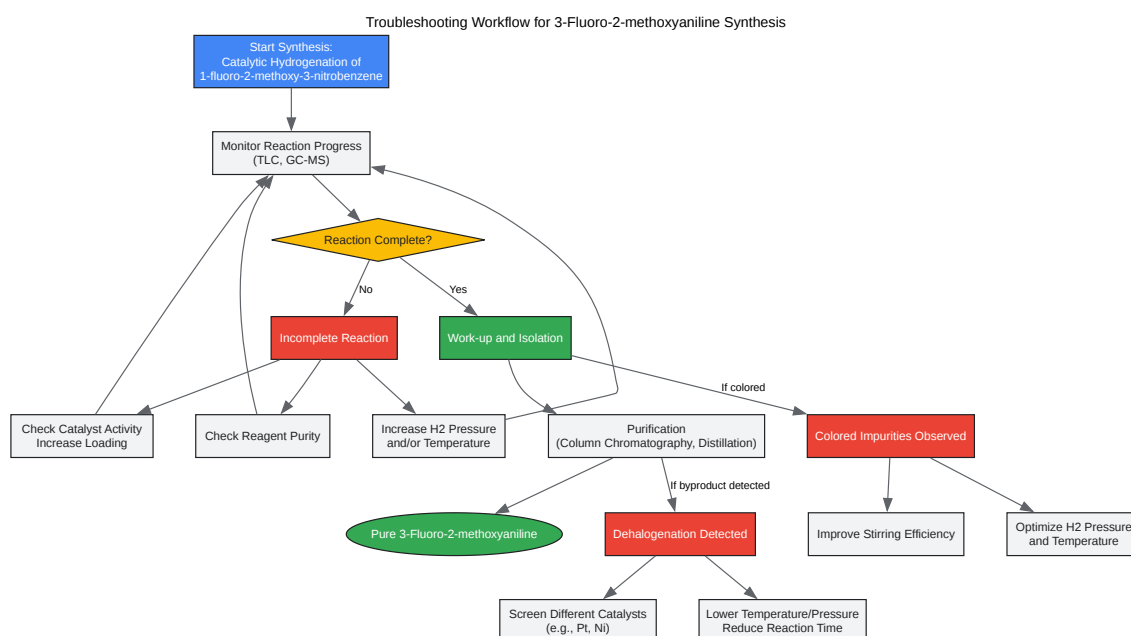 Troubleshooting Workflow for 3-Fluoro-2-methoxyaniline Synthesis
Start Synthesis:
Catalytic Hydrogenation of
1-fluoro-2-methoxy-3-nitrobenzene
Monitor Reaction Progress
(TLC, GC-MS)
Reaction Complete?
No
Yes
Incomplete Reaction
Work-up and Isolation
If colored
Check Catalyst Activity
Increase Loading
Check Reagent Purity
Increase H2 Pressure
and/or Temperature
Purification
(Column Chromatography, Distillation)
Colored Impurities Observed
If byproduct detected
Pure 3-Fluoro-2-methoxyaniline
Dehalogenation Detected
Improve Stirring Efficiency
Optimize H2 Pressure
and Temperature
Screen Different Catalysts
(e.g., Pt, Ni)
Lower Temperature/Pressure
Reduce Reaction Time